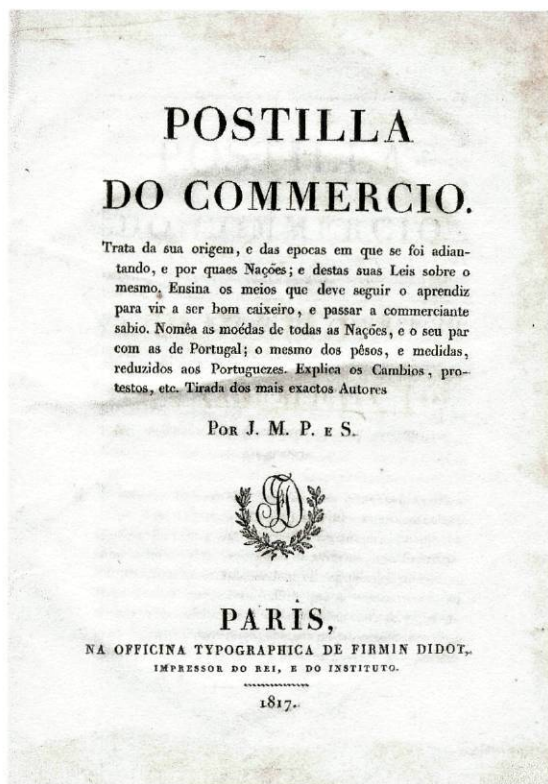 POSTILLA
DO COMMERCIO.
Trata da sua origem, e das epocas em que se foi adian-
tando, e por quaes Nações; e destas suas Leis sobre o
mesmo. Ensina os meios que deve seguir o aprendiz
para vir a ser bom caixeiro, e passar a commerciante
sabio. Nomêa as moédas de todas as Nações, e o seu par
com as de Portugal; o mesmo dos pêsos, e medidas,
reduzidos aos Portuguezes. Explica os Cambios, pro-
testos, etc. Tirada dos mais exactos Autores
POR J. M. P. E S.
FD
PARIS,
NA OFFICINA TYPOGRAPHICA DE FIRMIN DIDOT,
IMPRESSOR DO REI, E DO INSTITUTO.
1817.